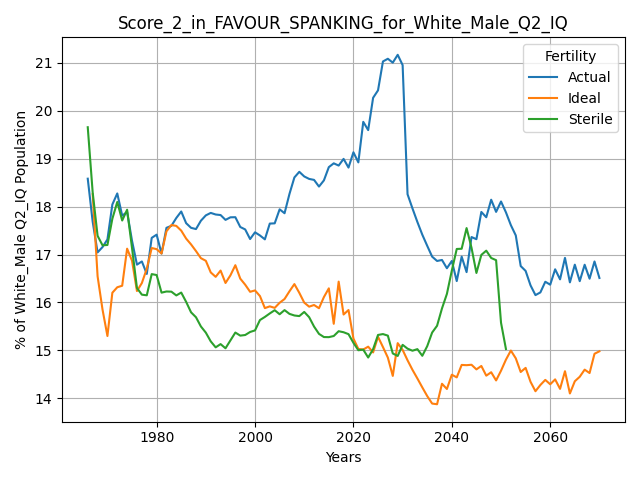 Score_2_in_FAVOUR_SPANKING_for_White_Male_Q2_IQ
% of White_Male Q2_IQ Population
21
20
19
18
17
16
15
14
Fertility
Actual
Ideal
Sterile
1980 2000 2020 2040 2060
Years